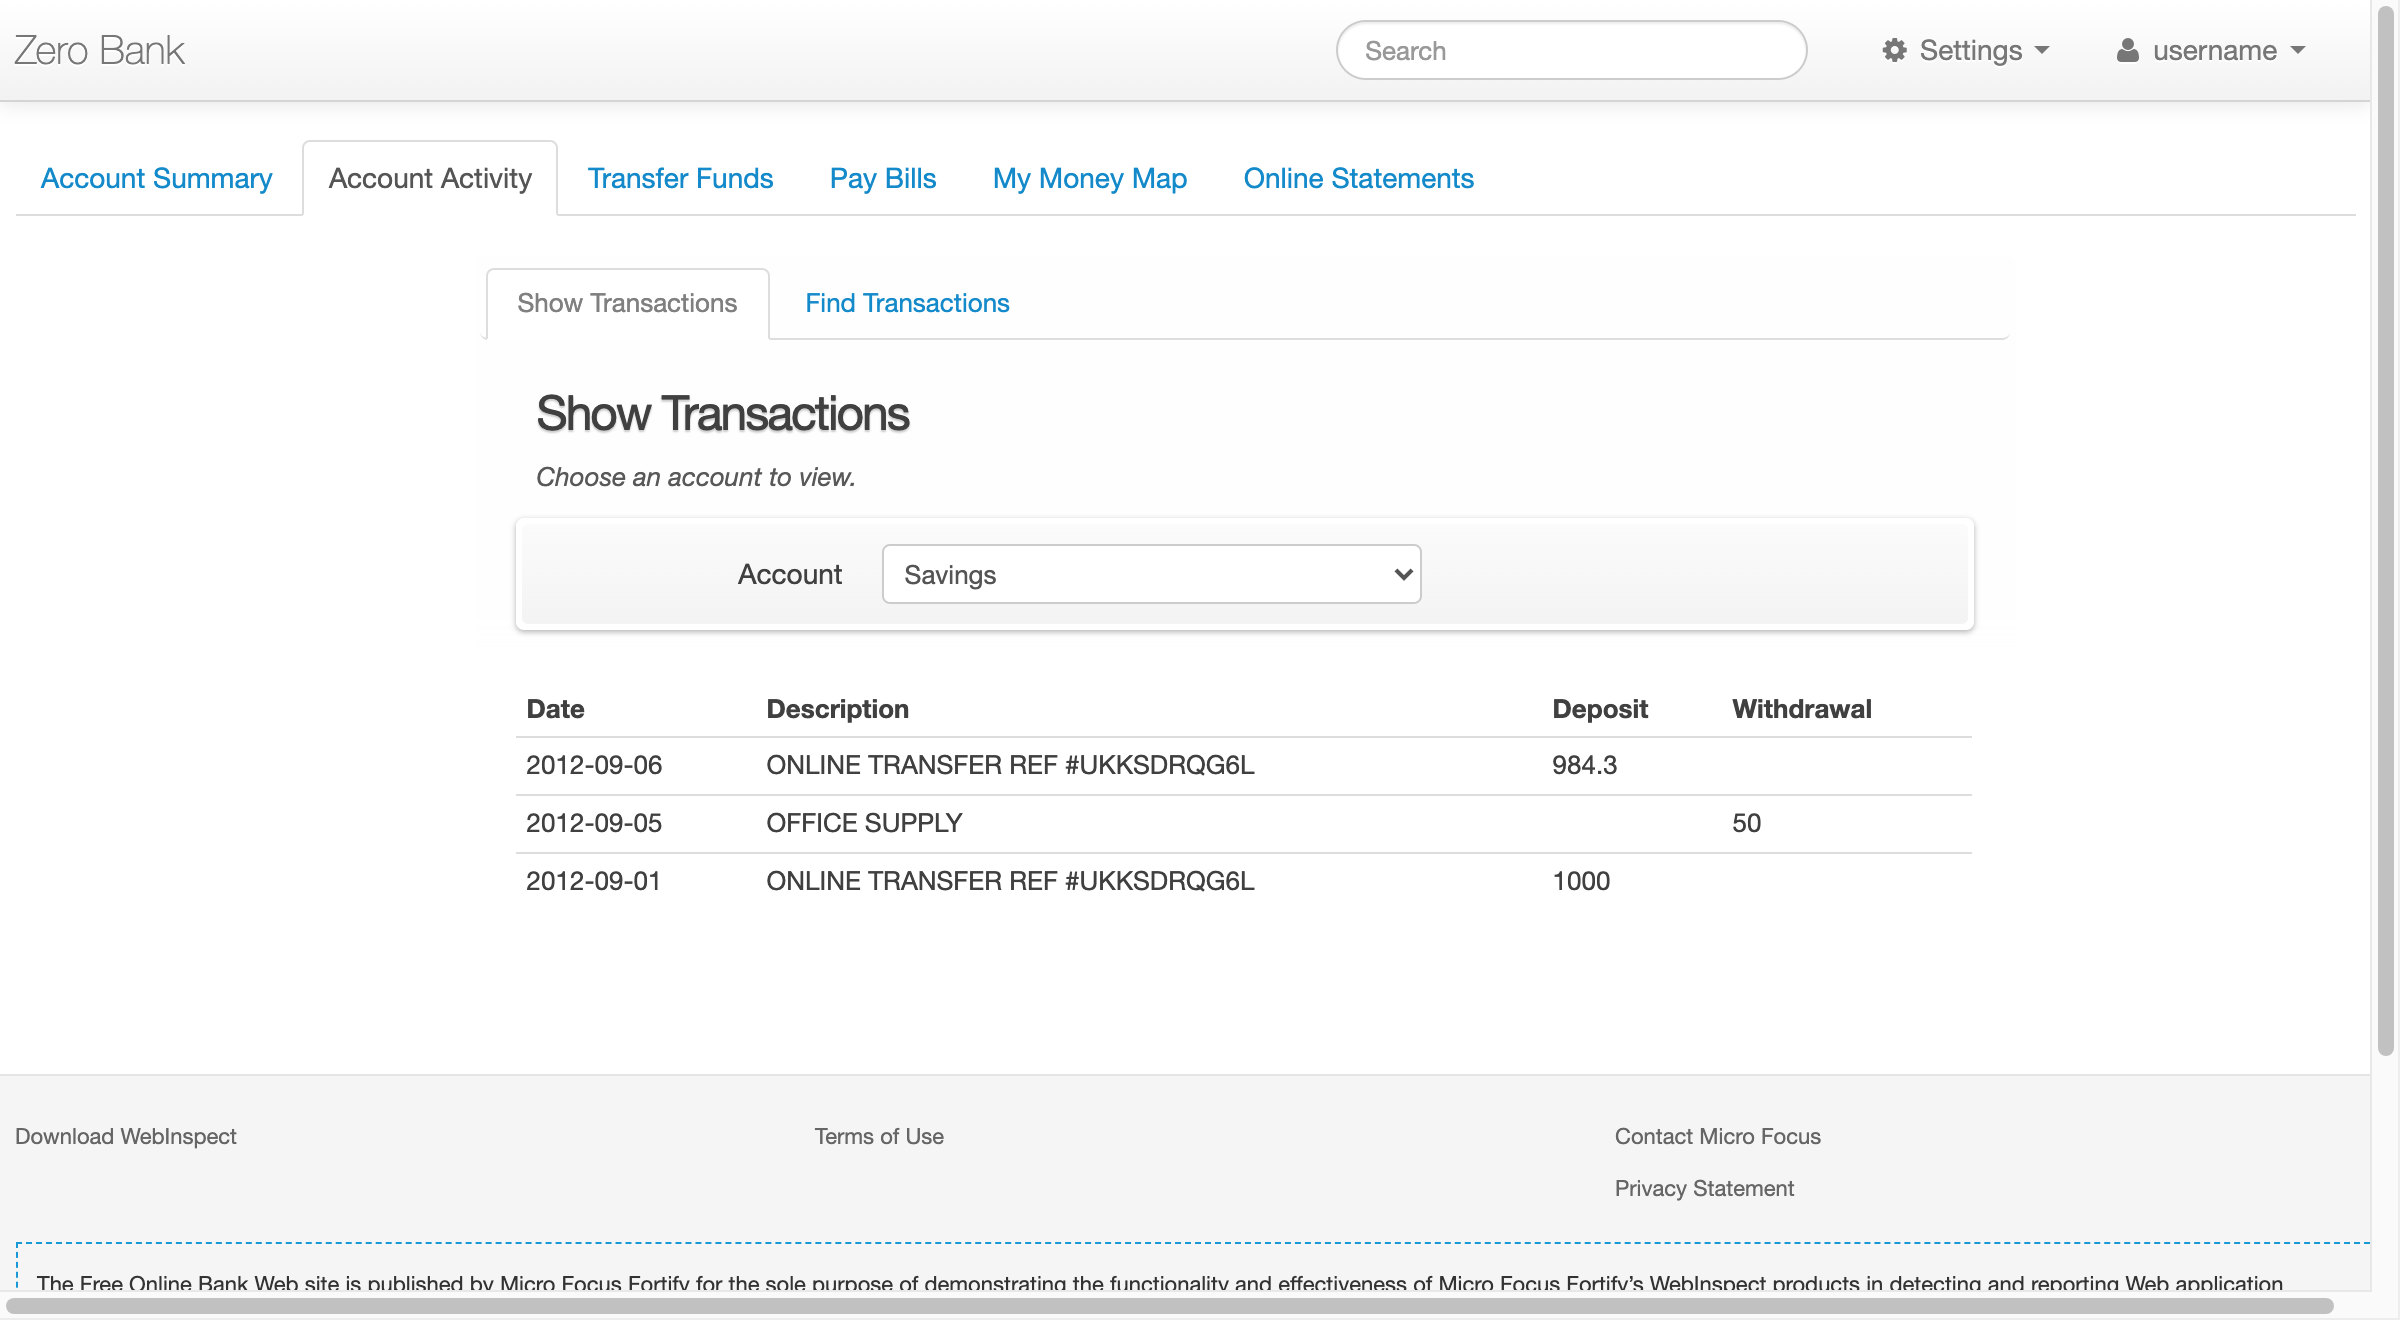 Zero Bank Search Settings username
Account Summary Account Activity Transfer Funds Pay Bills My Money Map Online Statements
Show Transactions Find Transactions
Show Transactions
Choose an account to view.
Account Savings
Date Description Deposit Withdrawal
2012-09-06 ONLINE TRANSFER REF #UKKSDRQG6L 984.3
2012-09-05 OFFICE SUPPLY 50
2012-09-01 ONLINE TRANSFER REF #UKKSDRQG6L 1000
Download WebInspect Terms of Use Contact Micro Focus
Privacy Statement
The Free Online Bank Web site is published by Micro Focus Fortify for the sole purpose of demonstrating the functionality and effectiveness of Micro Focus Fortify’s WebInspect products in detecting and reporting Web application